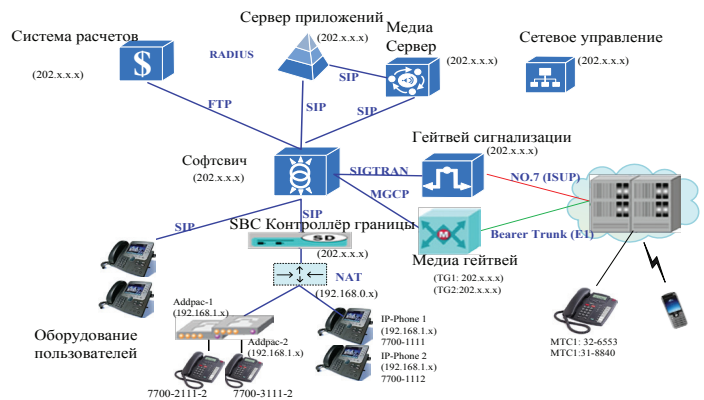 Сервер приложений
(202.x.x.x)
Медиа
Сервер
(202.x.x.x)
Система расчетов
(202.x.x.x)
$
RADIUS
Сетевое управление
(202.x.x.x)
SIP
FTP
SIP
SIP
Софтсвич
(202.x.x.x)
Гейтвей сигнализации
(202.x.x.x)
SIGTRAN
MGCP
NO.7 (ISUP)
SIP
SIP
SBC Контроллёр границы
SD
(202.x.x.x)
M
Bearer Trunk (E1)
Медиа гейтвей
(TG1: 202.x.x.x)
(TG2:202.x.x.x)
NAT
(192.168.0.x)
Оборудование
пользователей
Addpac-1
(192.168.1.x)
Addpac-2
(192.168.1.x)
IP-Phone 1
(192.168.1.x)
7700-1111
IP-Phone 2
(192.168.1.x)
7700-1112
7700-2111-2
7700-3111-2
МТС1: 32-6553
МТС1:31-8840